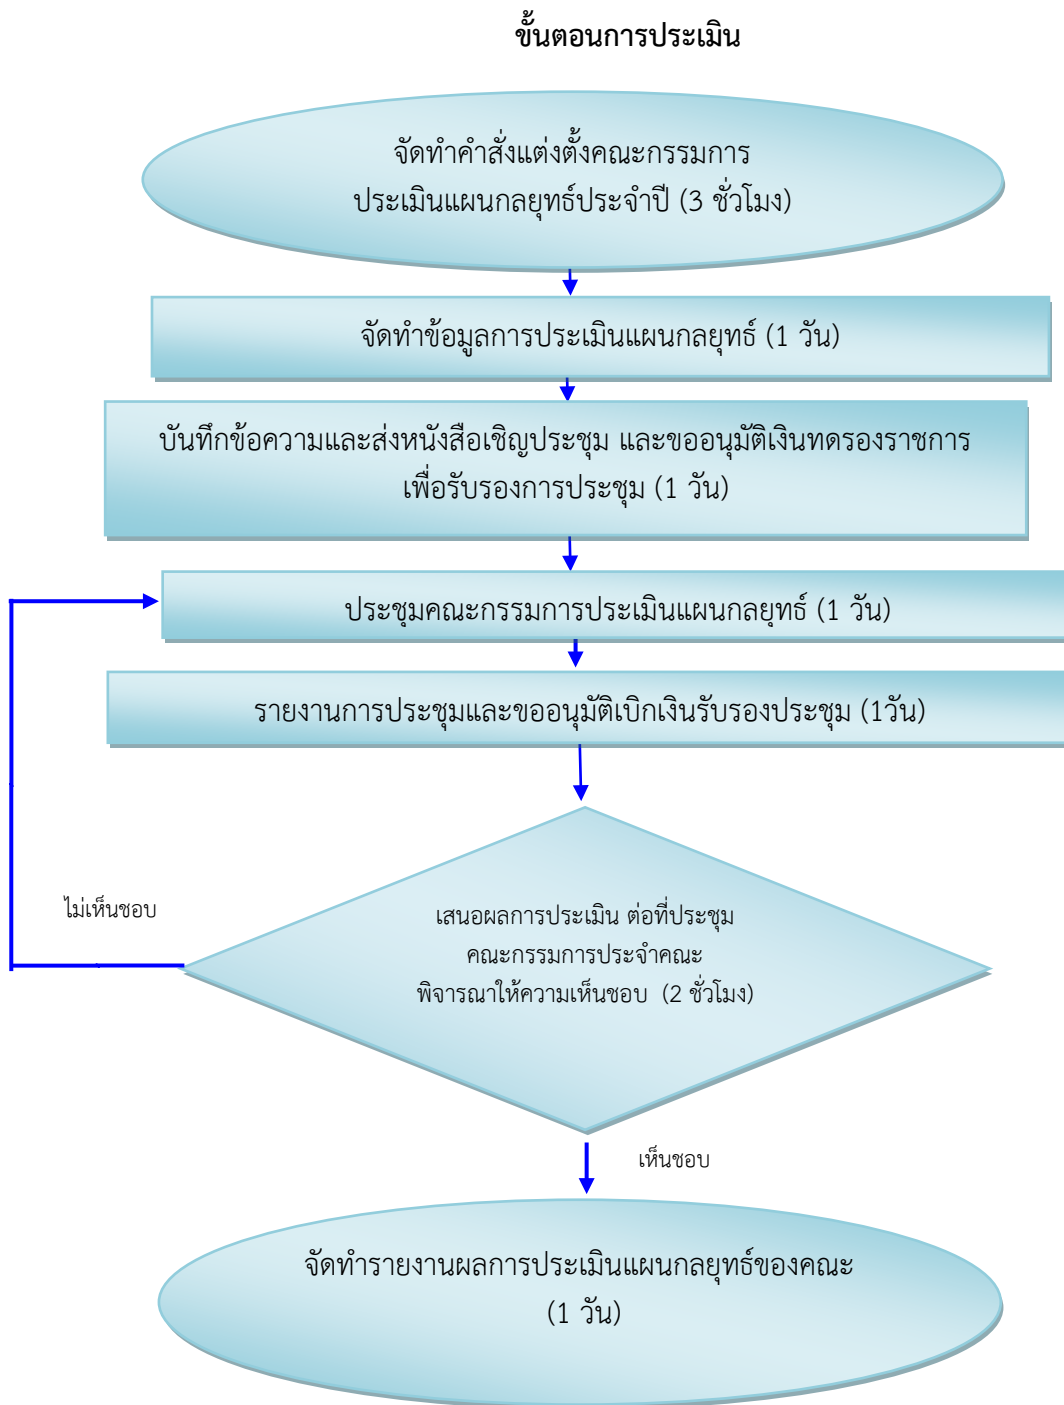 ขั้นตอนการประเมิน
จัดทำคำสั่งแต่งตั้งคณะกรรมการ
ประเมินแผนกลยุทธ์ประจำปี (3 ชั่วโมง)
จัดทำข้อมูลการประเมินแผนกลยุทธ์ (1 วัน)
บันทึกข้อความและส่งหนังสือเชิญประชุม และขออนุมัติเงินทดรองราชการ
เพื่อรับรองการประชุม (1 วัน)
ประชุมคณะกรรมการประเมินแผนกลยุทธ์ (1 วัน)
รายงานการประชุมและขออนุมัติเบิกเงินรับรองประชุม (1วัน)
ไม่เห็นชอบ
เสนอผลการประเมิน ต่อที่ประชุม
คณะกรรมการประจำคณะ
พิจารณาให้ความเห็นชอบ (2 ชั่วโมง)
เห็นชอบ
จัดทำรายงานผลการประเมินแผนกลยุทธ์ของคณะ
(1 วัน)